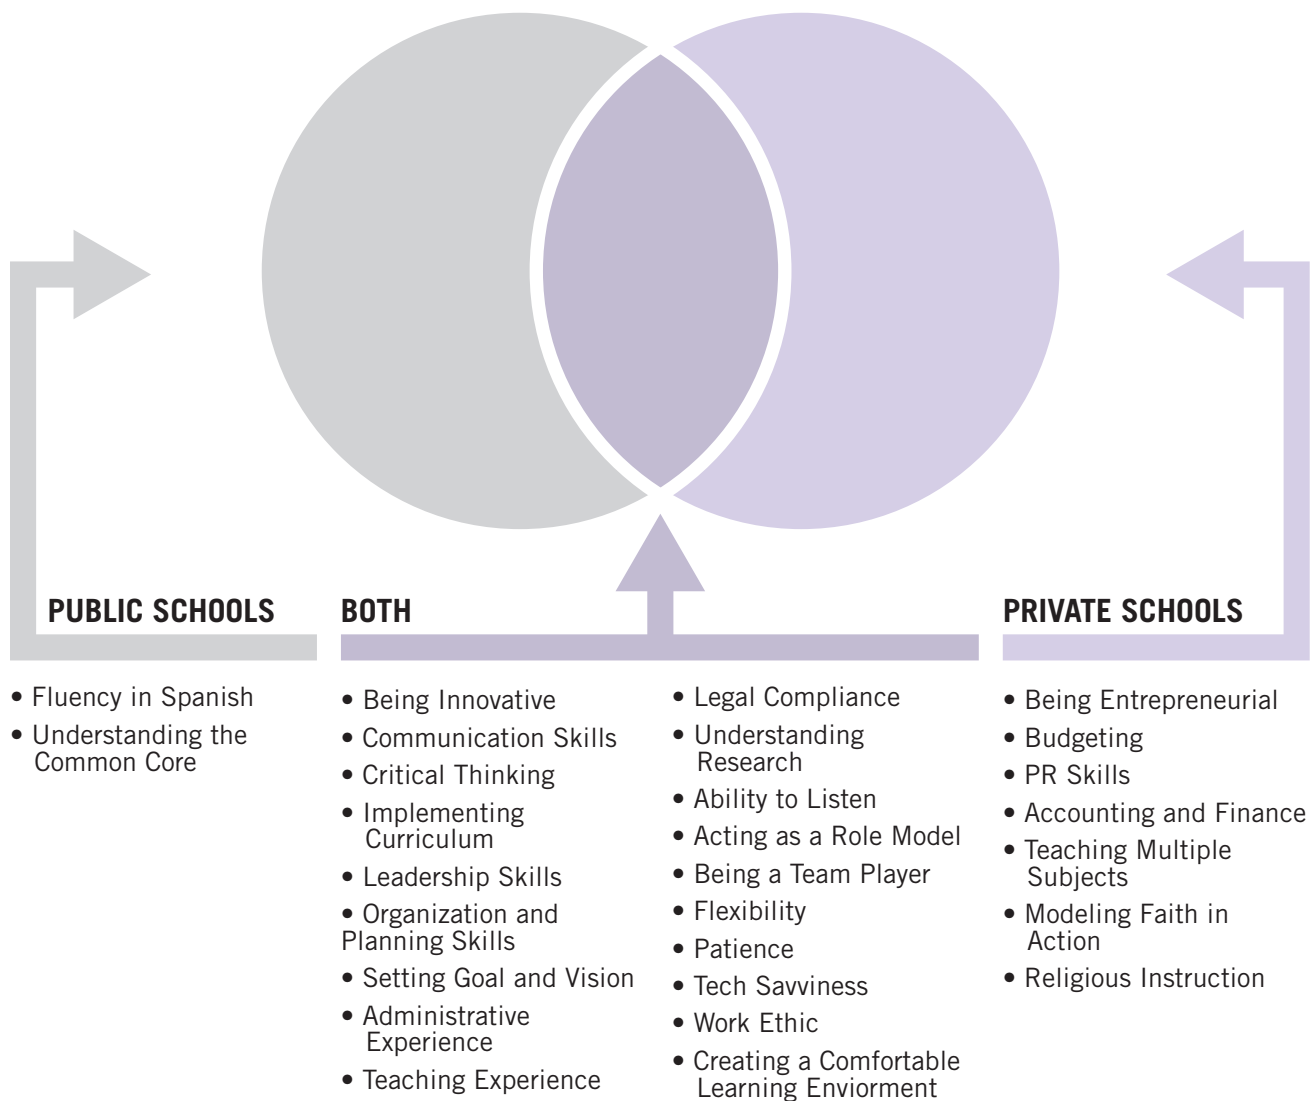 PUBLIC SCHOOLS
• Fluency in Spanish
• Understanding the
Common Core
BOTH
• Being Innovative
• Communication Skills
• Critical Thinking
• Implementing
Curriculum
• Leadership Skills
• Organization and
Planning Skills
• Setting Goal and Vision
• Administrative
Experience
• Teaching Experience
• Legal Compliance
• Understanding
Research
• Ability to Listen
• Acting as a Role Model
• Being a Team Player
• Flexibility
• Patience
• Tech Savviness
• Work Ethic
• Creating a Comfortable
Learning Enviorment
PRIVATE SCHOOLS
• Being Entrepreneurial
• Budgeting
• PR Skills
• Accounting and Finance
• Teaching Multiple
Subjects
• Modeling Faith in
Action
• Religious Instruction